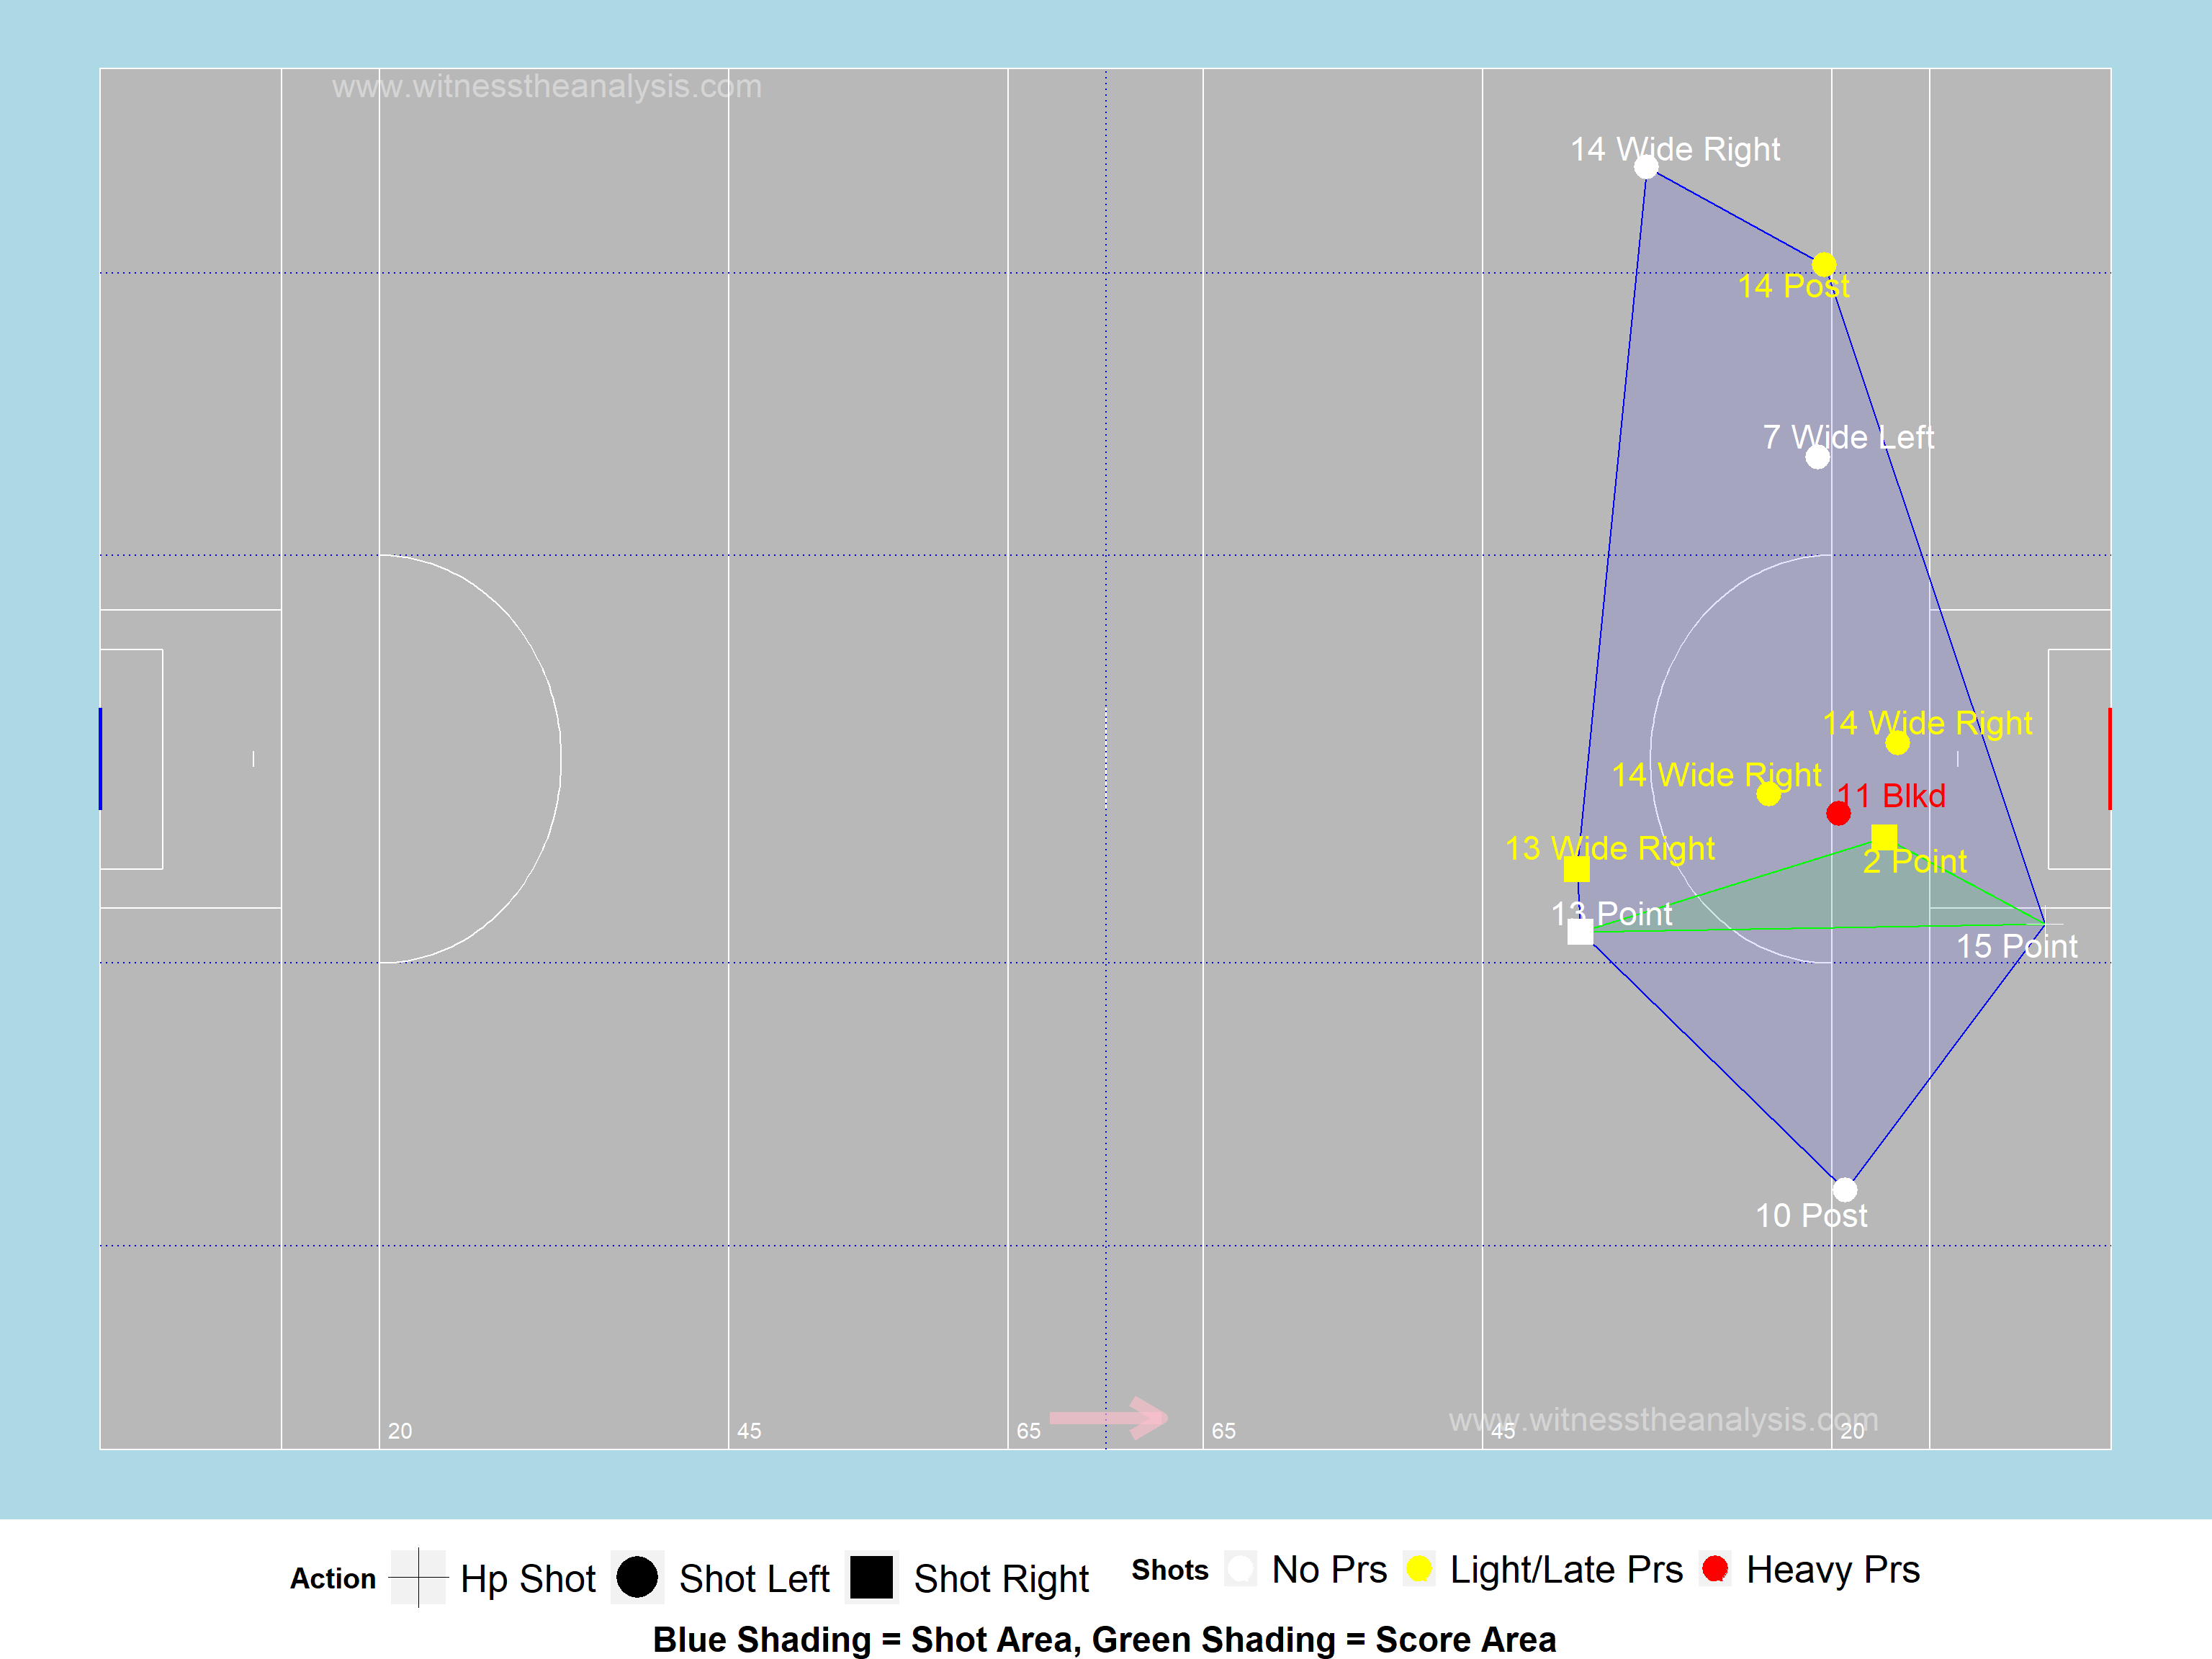 www.witnesstheanalysis.com
14 Wide Right
14 Post
7 Wide Left
14 Wide Right
14 Wide Right
11 Blkd
13 Wide Right
2 Point
13 Point
15 Point
10 Post
www.witnesstheanalysis.com
20 45 65 65 45 20
Action Hp Shot Shot Left Shot Right Shots No Prs Light/Late Prs Heavy Prs
Blue Shading = Shot Area, Green Shading = Score Area